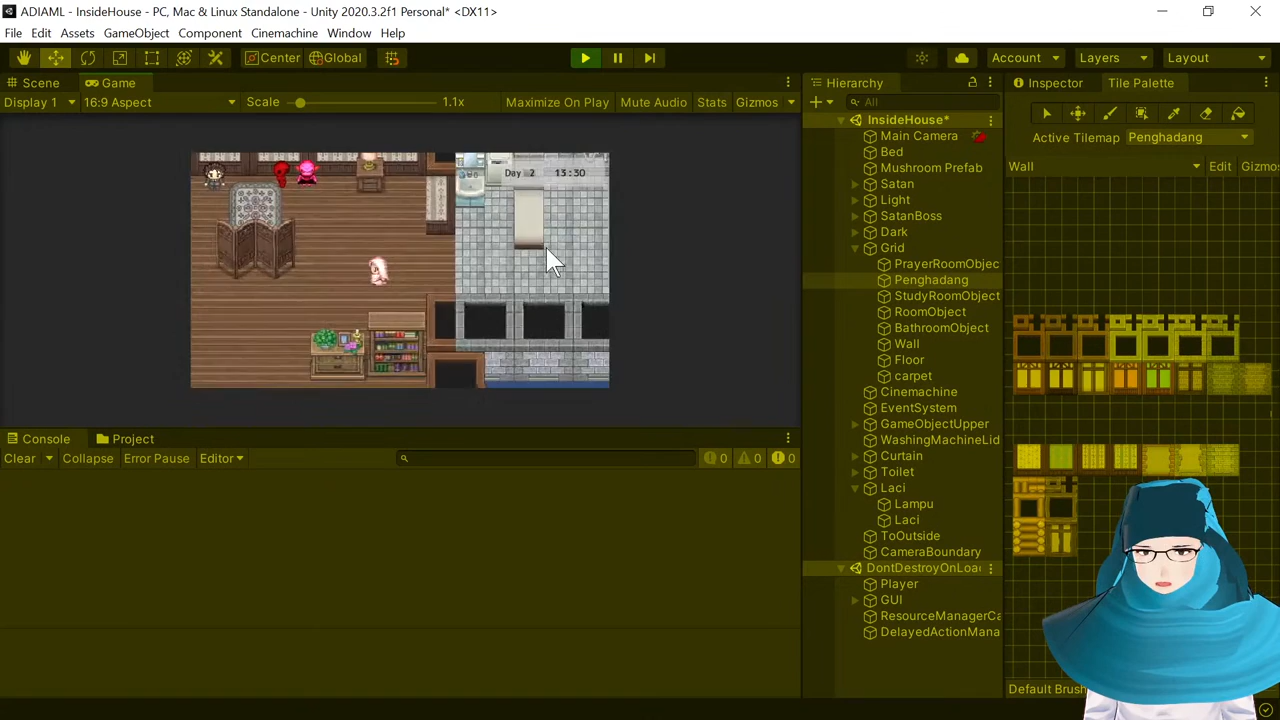 ADIAML - InsideHouse - PC, Mac & Linux Standalone - Unity 2020.3.2f1 Personal* <DX11>
File Edit Assets GameObject Component Cinemachine Window Help
Center Global Account Layers Layout
Scene Game Hierarchy Inspector Tile Palette
Display 1 16:9 Aspect Scale 1.1x Maximize On Play Mute Audio Stats Gizmos All
InsideHouse*
Main Camera
Active Tilemap Penghadang
Bed
Mushroom Prefab
Wall Edit Gizmos
Day 2 13:30
Satan
Light
SatanBoss
Dark
Grid
PrayerRoomObjec
Penghadang
StudyRoomObject
RoomObject
BathroomObject
Wall
Floor
carpet
Cinemachine
EventSystem
GameObjectUpper
Console Project
WashingMachineLid
Clear Collapse Error Pause Editor 0 0 0
Curtain
Toilet
Laci
Lampu
Laci
ToOutside
CameraBoundary
DontDestroyOnLoa
Player
GUI
ResourceManagerCa
DelayedActionMana
Default Brush